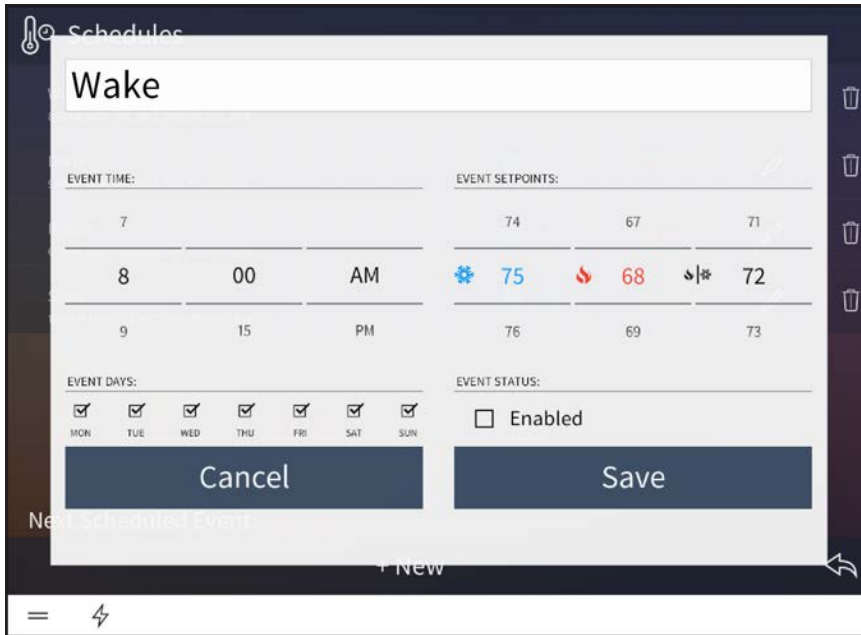 Schedules
Wake
EVENT TIME:
7
8 00 AM
9 15 PM
EVENT SETPOINTS:
74 67 71
75 68 72
76 69 73
EVENT DAYS:
MON TUE WED THU FRI SAT SUN
EVENT STATUS:
Enabled
Cancel
Save
Next Scheduled Event
+ New